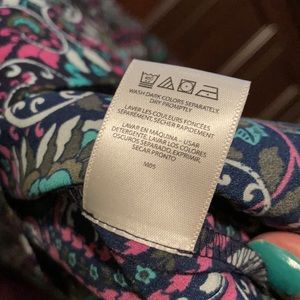 WASH DARK COLORS SEPARATELY.
DRY PROMPTLY
LAVER LES COULEURS FONCÉES
SÉPARÉMENT, SÉCHER RAPIDEMENT
LAVAR EN MÁQUINA - USAR
DETERGENTE, LAVAR LOS COLORES
OSCUROS SEPARADO, EXPRIMIR
SECAR PRONTO